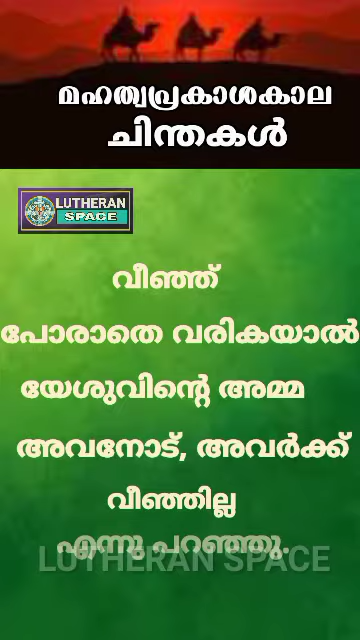 മഹത്വപ്രകാശകാല
ചിന്തകൾ
LUTHERAN
SPACE
വീഞ്ഞ്
പോരാതെ വരികയാൽ
യേശുവിന്റെ അമ്മ
അവനോട്, അവർക്ക്
വീഞ്ഞില്ല
എന്നു പറഞ്ഞു.
LUTHERAN SPACE